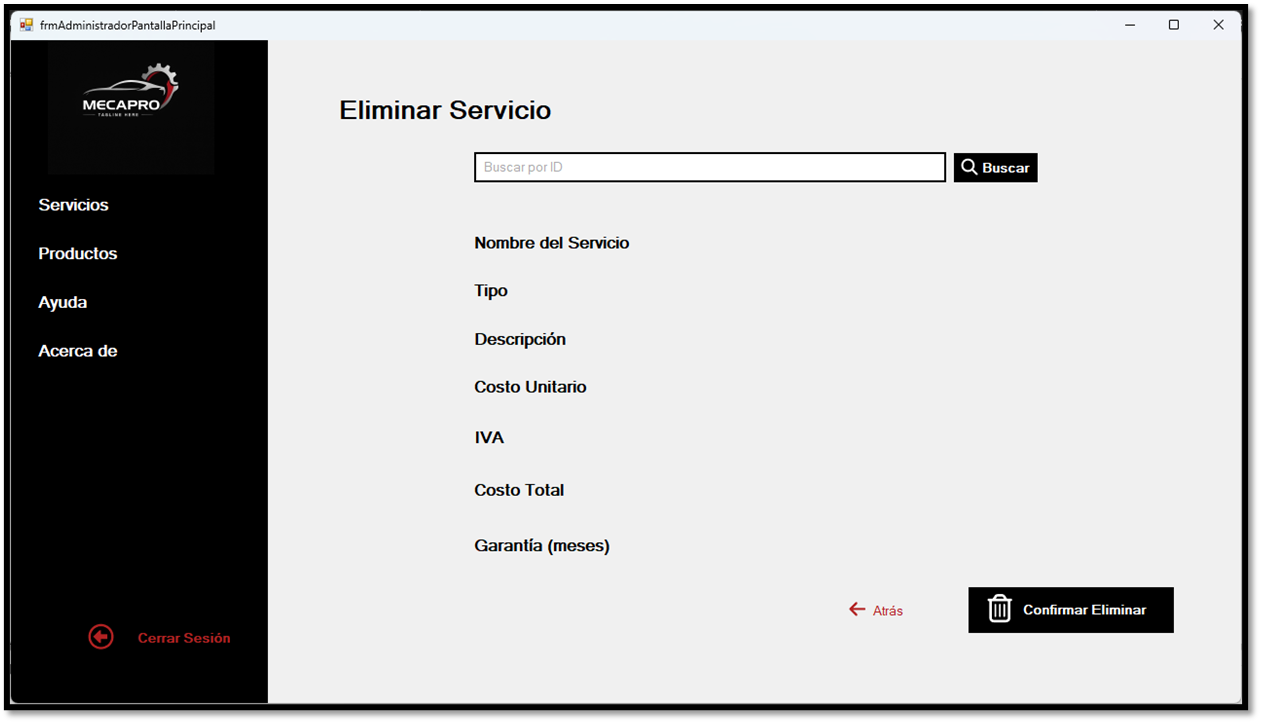 frmAdministradorPantallaPrincipal
MECAPRO
TAGLINE HERE
Servicios
Productos
Ayuda
Acerca de
Cerrar Sesión
Eliminar Servicio
Buscar por ID
Buscar
Nombre del Servicio
Tipo
Descripción
Costo Unitario
IVA
Costo Total
Garantía (meses)
Atrás
Confirmar Eliminar